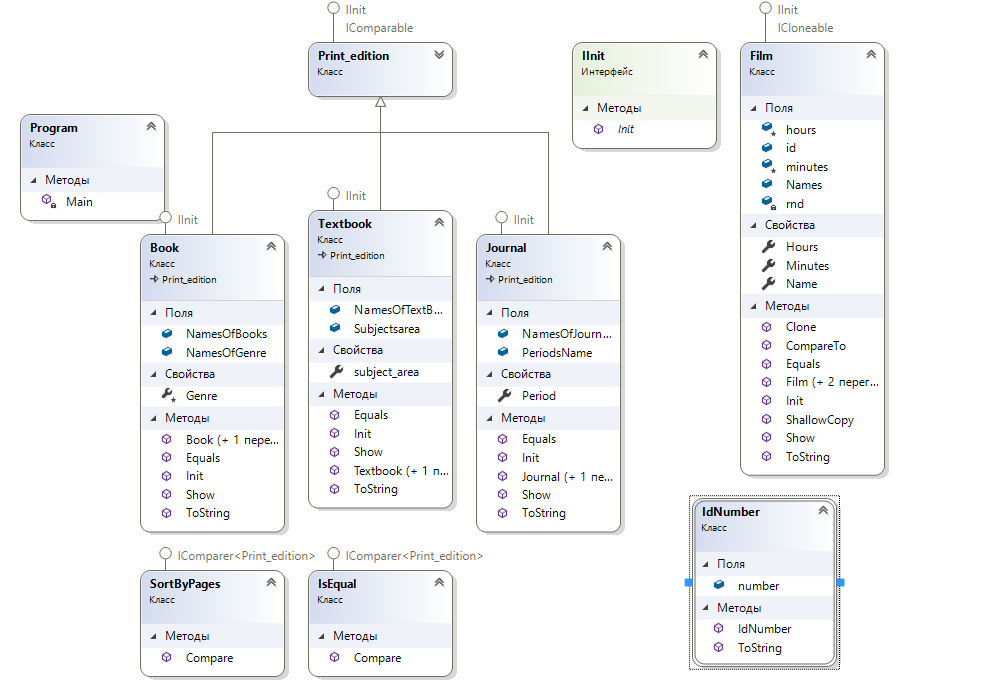 IInit
IComparable
Print_edition
Класс
IInit
Интерфейс
Методы
Init
IInit
ICloneable
Film
Класс
Поля
hours
id
minutes
Names
rnd
Свойства
Hours
Minutes
Name
Методы
Clone
CompareTo
Equals
Film (+ 2 перег...
Init
ShallowCopy
Show
ToString
Program
Класс
Методы
Main
IInit
Book
Класс
Print_edition
Поля
NamesOfBooks
NamesOfGenre
Свойства
Genre
Методы
Book (+ 1 пере...
Equals
Init
Show
ToString
IInit
Textbook
Класс
Print_edition
Поля
NamesOfTextB...
Subjectsarea
Свойства
subject_area
Методы
Equals
Init
Show
Textbook (+ 1 п...
ToString
IInit
Journal
Класс
Print_edition
Поля
NamesOfJourn...
PeriodsName
Свойства
Period
Методы
Equals
Init
Journal (+ 1 пе...
Show
ToString
IComparer<Print_edition>
SortByPages
Класс
Методы
Compare
IComparer<Print_edition>
IsEqual
Класс
Методы
Compare
IdNumber
Класс
Поля
number
Методы
IdNumber
ToString